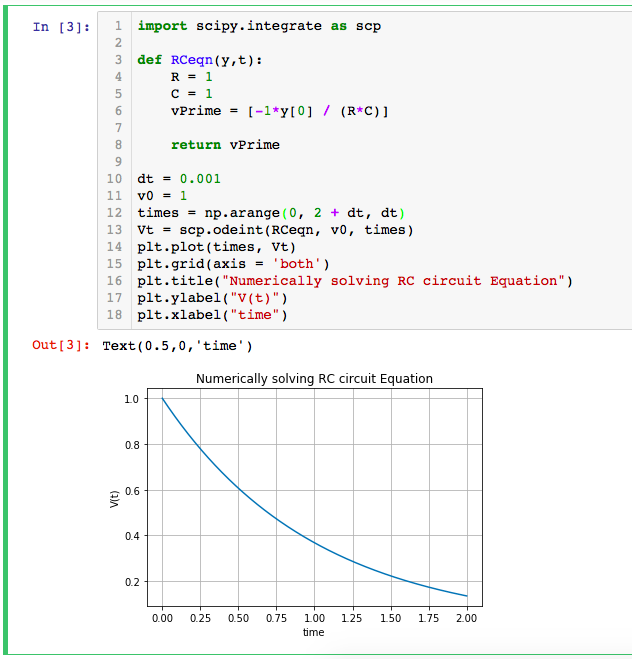 In [3]:
1 import scipy.integrate as scp
2
3 def RCeqn(y,t):
4     R = 1
5     C = 1
6     vPrime = [-1*y[0] / (R*C)]
7
8     return vPrime
9
10 dt = 0.001
11 v0 = 1
12 times = np.arange(0, 2 + dt, dt)
13 Vt = scp.odeint(RCeqn, v0, times)
14 plt.plot(times, Vt)
15 plt.grid(axis = 'both')
16 plt.title("Numerically solving RC circuit Equation")
17 plt.ylabel("V(t)")
18 plt.xlabel("time")
Out[3]: Text(0.5,0,'time')
Numerically solving RC circuit Equation
V(t)
1.0
0.8
0.6
0.4
0.2
0.00 0.25 0.50 0.75 1.00 1.25 1.50 1.75 2.00
time